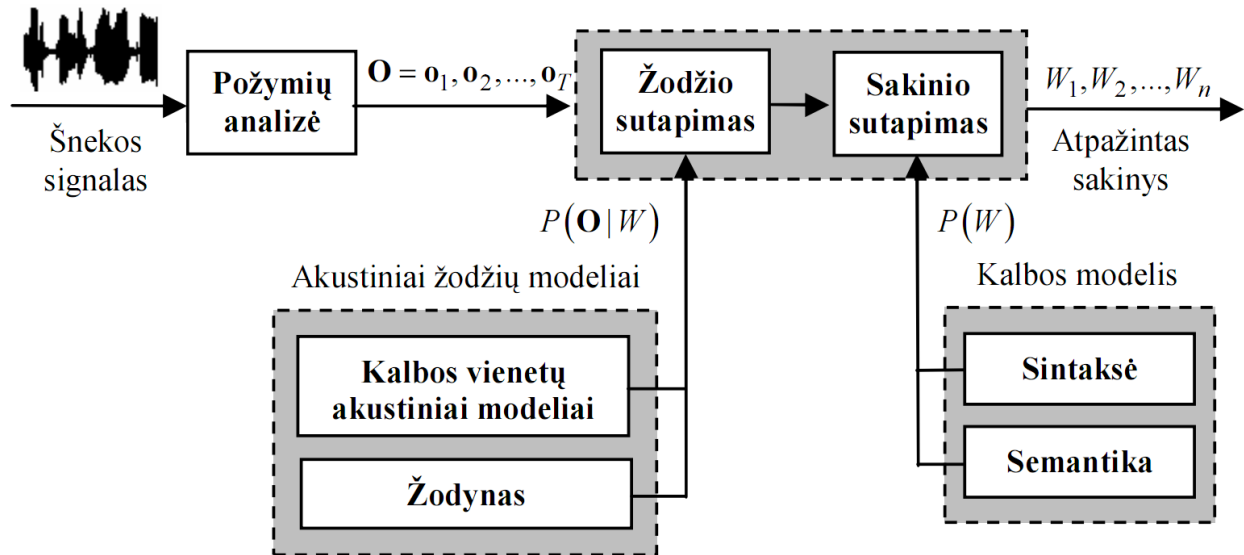 Šnekos
signalas
Požymių
analizė
O = o₁, o₂, ..., o_T
Žodžio
sutapimas
Sakinio
sutapimas
W₁, W₂, ..., Wₙ
Atpažintas
sakinys
P(O | W)
P(W)
Akustiniai žodžių modeliai
Kalbos vienetų
akustiniai modeliai
Žodynas
Kalbos modelis
Sintaksė
Semantika